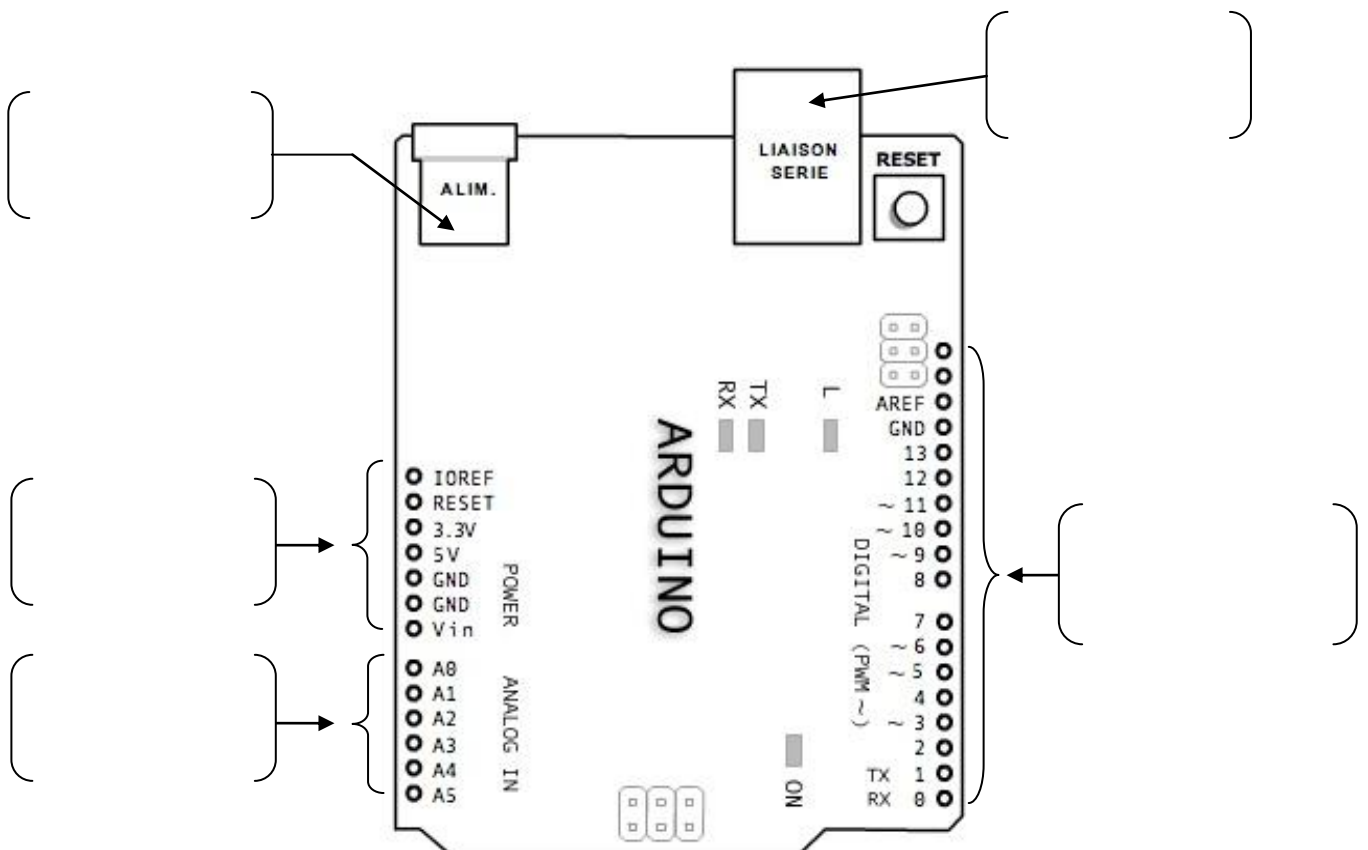 ALIM.
LIAISON
SERIE
RESET
RX
TX
L
ARDUINO
IOREF
RESET
3.3V
5V
GND
GND
Vin
POWER
A0
A1
A2
A3
A4
A5
ANALOG IN
AREF
GND
13
12
~ 11
~ 10
~ 9
8
7
~ 6
~ 5
4
~ 3
2
TX 1
RX 0
DIGITAL (PWM ~)
ON